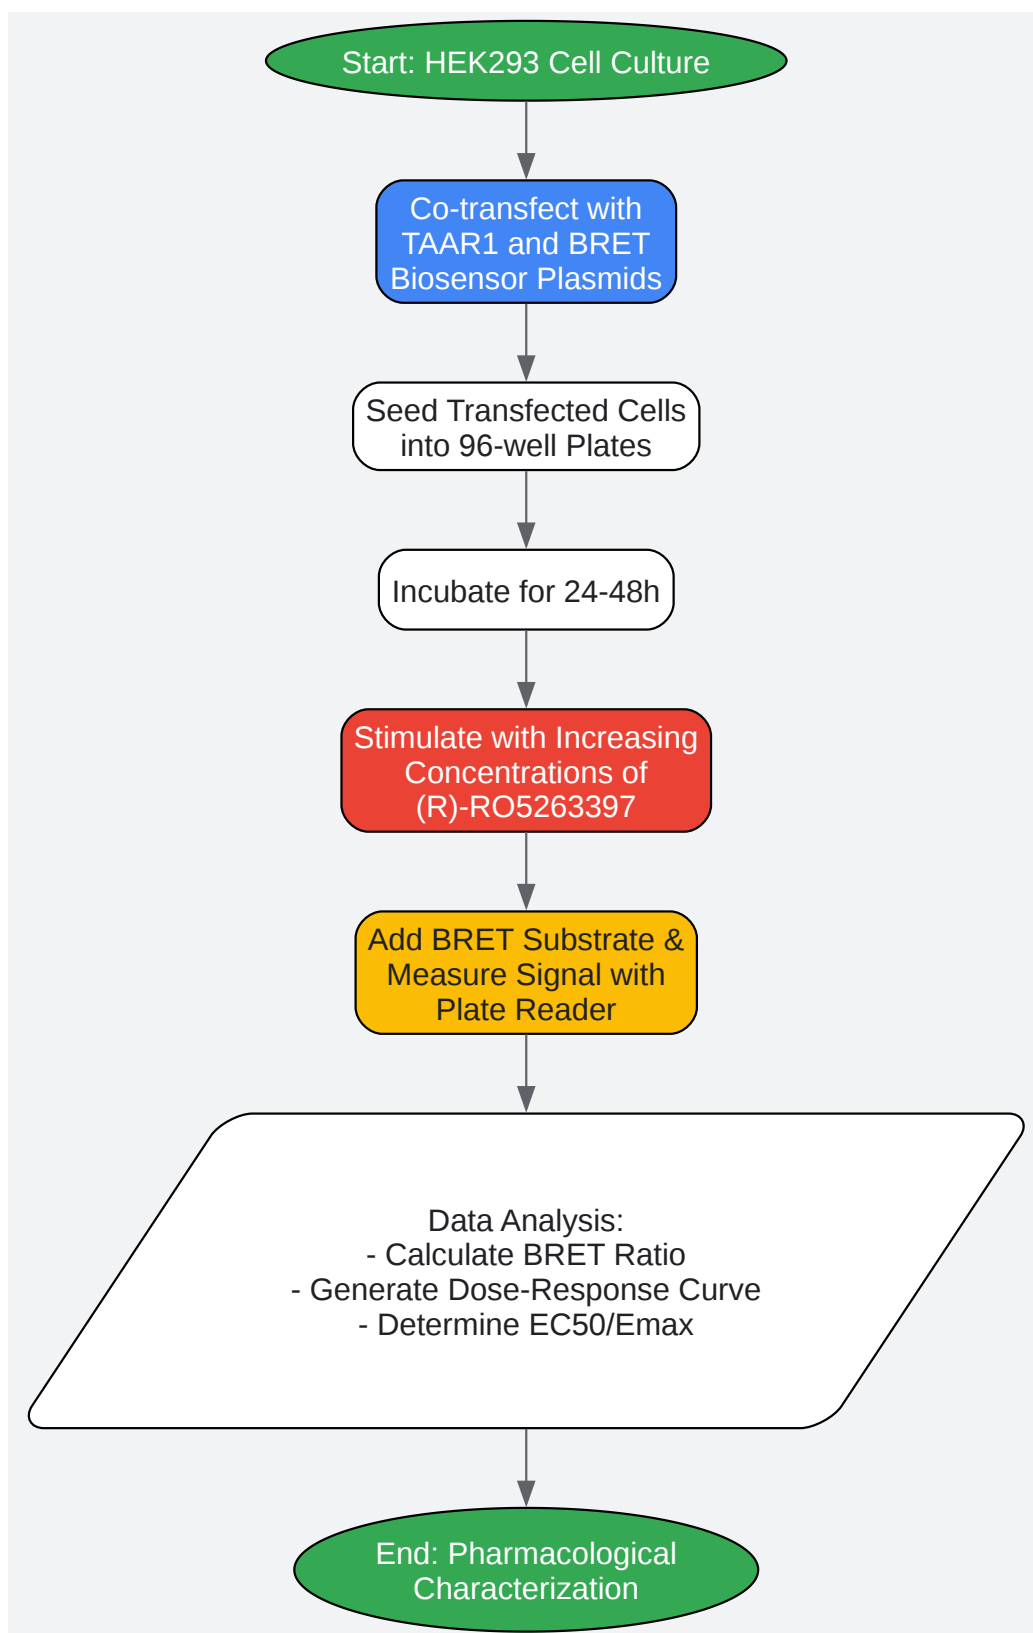 Start: HEK293 Cell Culture
Co-transfect with
TAAR1 and BRET
Biosensor Plasmids
Seed Transfected Cells
into 96-well Plates
Incubate for 24-48h
Stimulate with Increasing
Concentrations of
(R)-RO5263397
Add BRET Substrate &
Measure Signal with
Plate Reader
Data Analysis:
- Calculate BRET Ratio
- Generate Dose-Response Curve
- Determine EC50/Emax
End: Pharmacological
Characterization